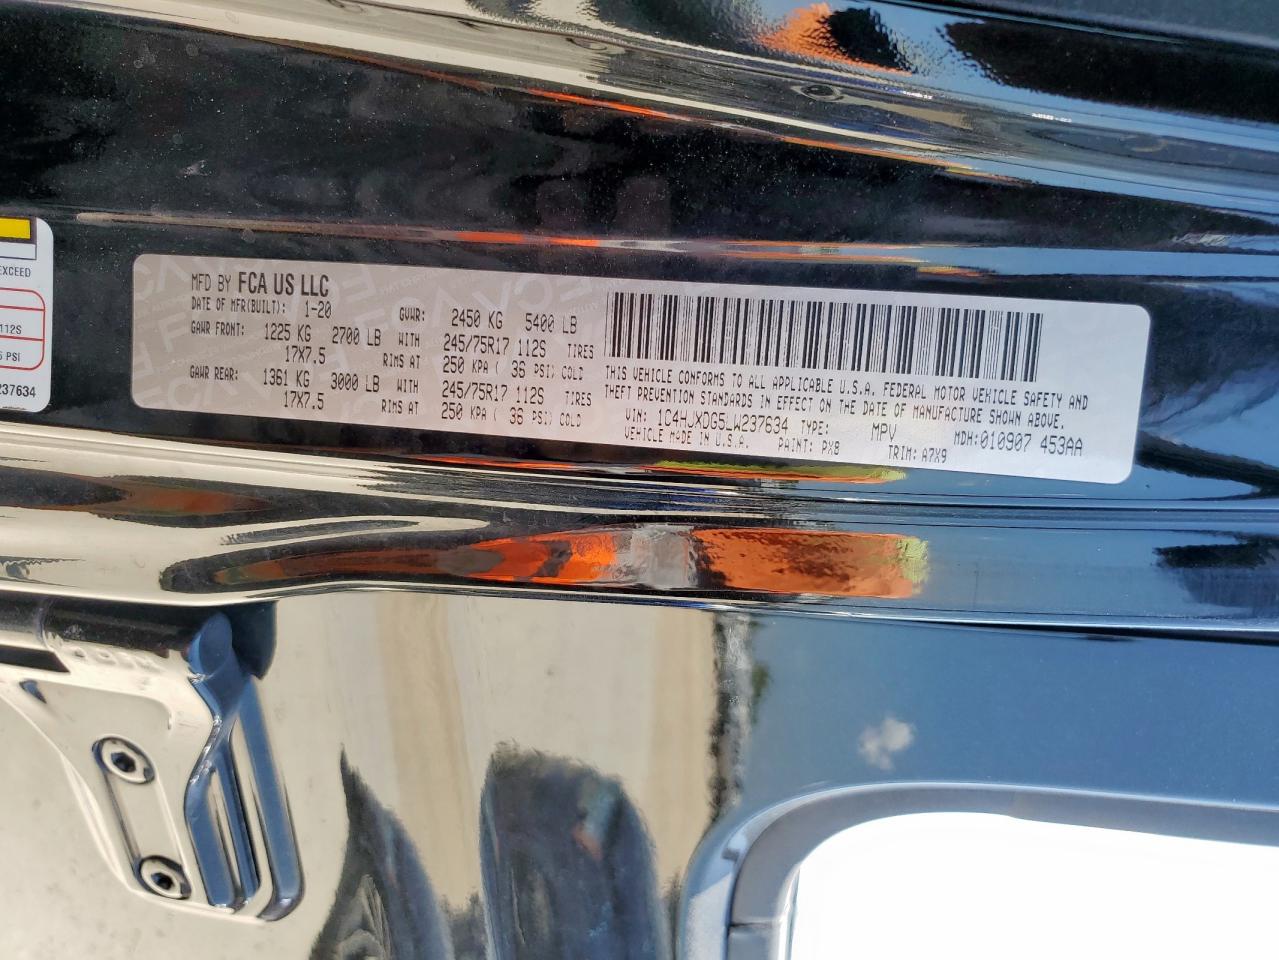 MFD BY FCA US LLC
DATE OF MFR(BUILT): 1-20 GVWR: 2450 KG 5400 LB
GAWR FRONT: 1225 KG 2700 LB WITH 245/75R17 112S TIRES
17X7.5 RIMS AT 250 KPA ( 36 PSI) COLD
GAWR REAR: 1361 KG 3000 LB WITH 245/75R17 112S TIRES
17X7.5 RIMS AT 250 KPA ( 36 PSI) COLD
THIS VEHICLE CONFORMS TO ALL APPLICABLE U.S.A. FEDERAL MOTOR VEHICLE SAFETY AND
THEFT PREVENTION STANDARDS IN EFFECT ON THE DATE OF MANUFACTURE SHOWN ABOVE.
VIN: 1C4HJXDG5LW237634 TYPE: MPV MDH:010907 453AA
VEHICLE MADE IN U.S.A. PAINT: PX8 TRIM: A7X9
EXCEED
112S
PSI
237634